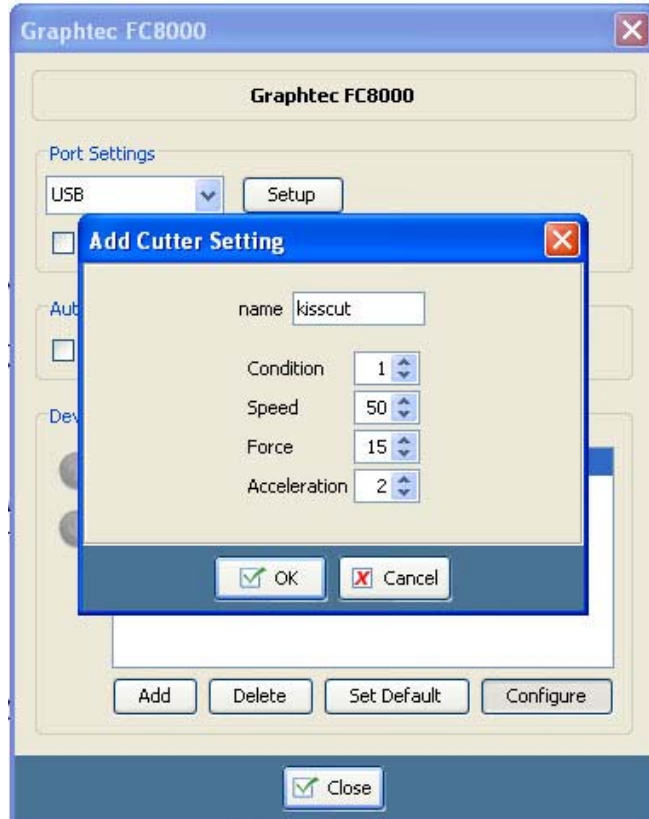 Graphtec FC8000
Graphtec FC8000
Port Settings
USB Setup
Add Cutter Setting
name kisscut
Condition 1
Speed 50
Force 15
Acceleration 2
OK Cancel
Add Delete Set Default Configure
Close